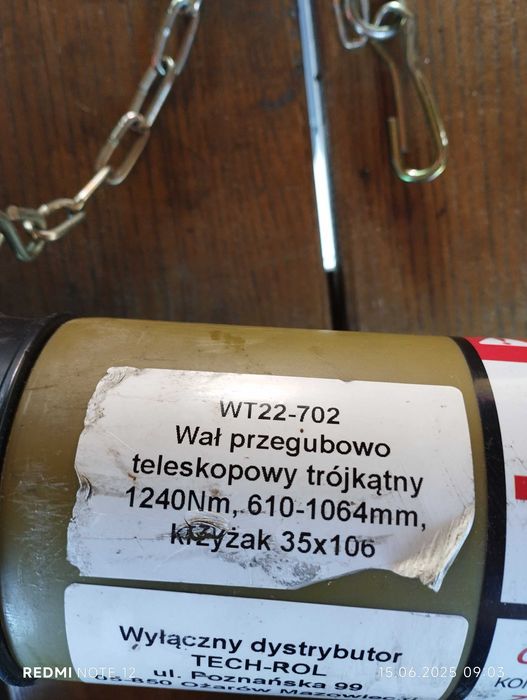 WT22-702
Wał przegubowo
teleskopowy trójkątny
1240Nm, 610-1064mm,
krzyżak 35x106
Wyłączny dystrybutor
TECH-ROL
ul. Poznańska 99
REDMI NOTE 12
15.06.2025 09:03